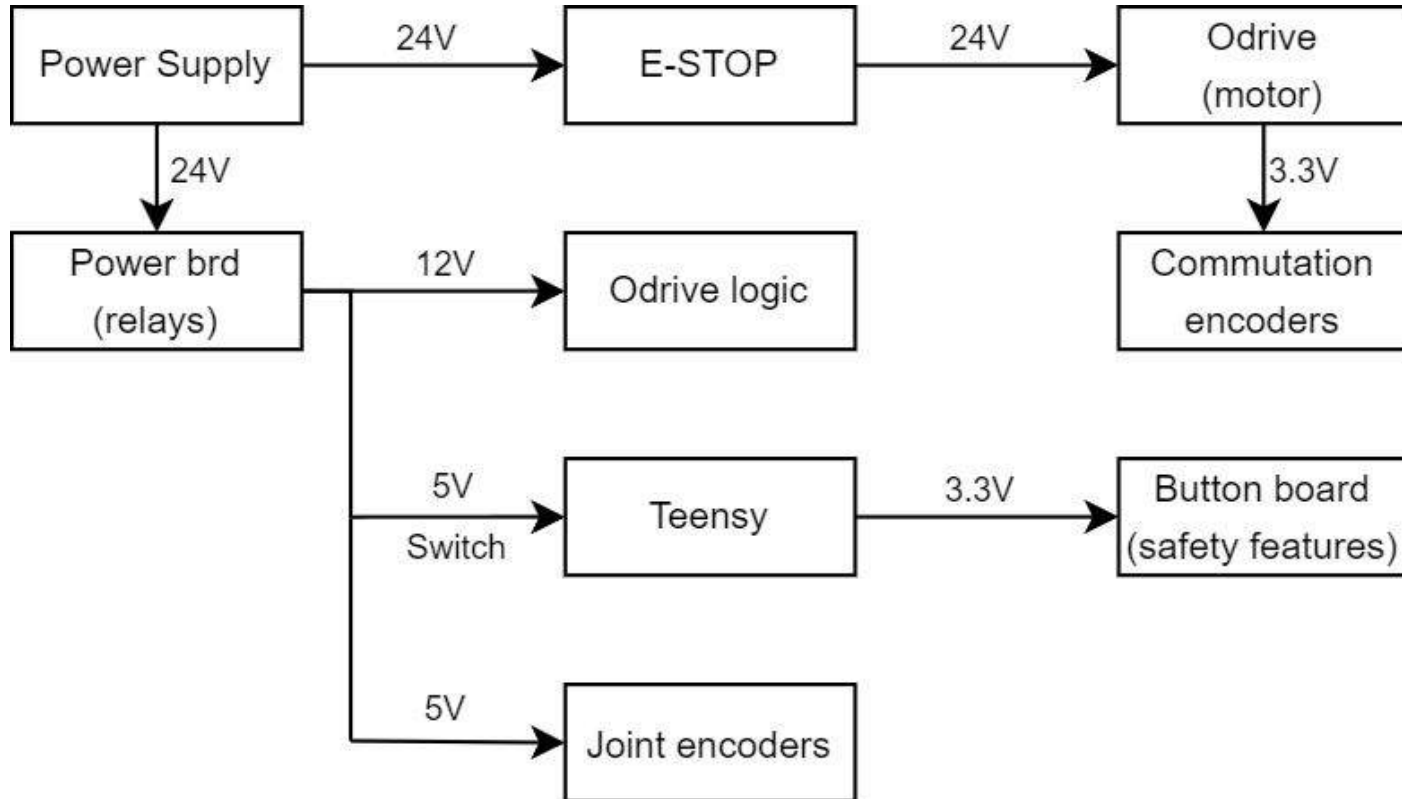 Power Supply
24V
E-STOP
24V
Odrive
(motor)
24V
3.3V
Power brd
(relays)
12V
Odrive logic
Commutation
encoders
5V
Switch
Teensy
3.3V
Button board
(safety features)
5V
Joint encoders